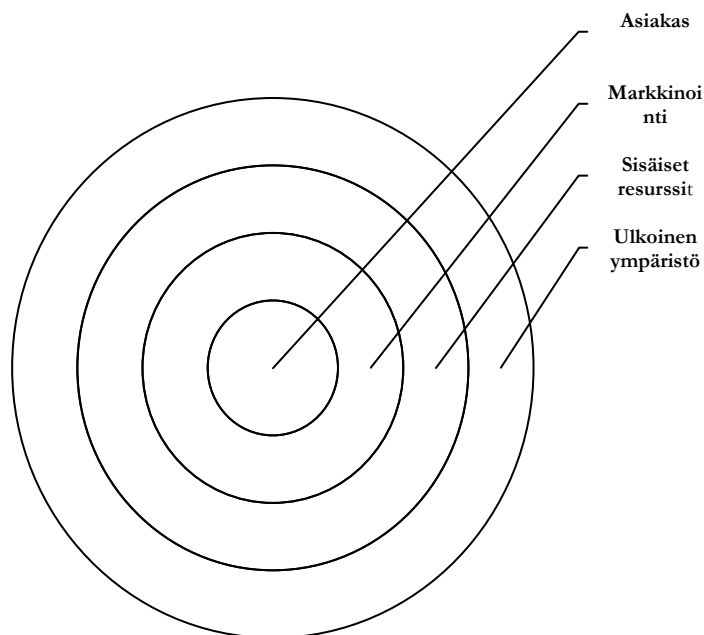 Asiakas
Markkinoi
nti
Sisäiset
resurssit
Ulkoinen
ympäristö